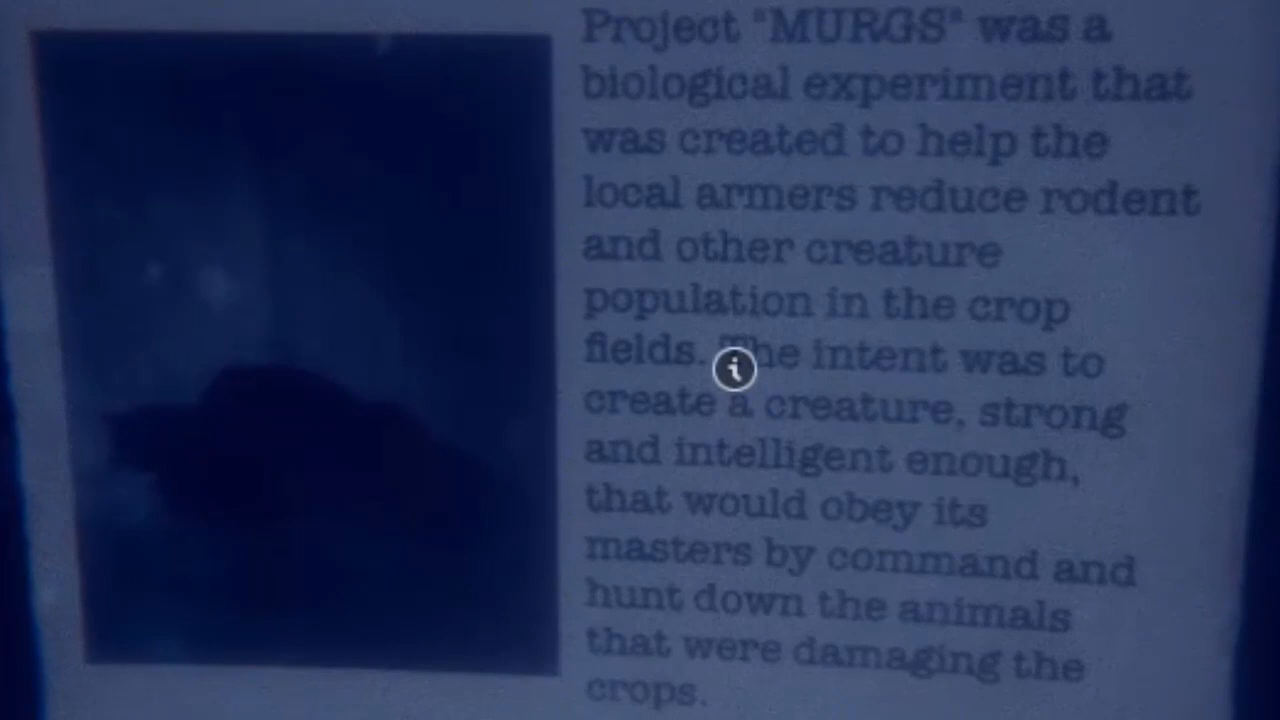 Project "MURGS" was a
biological experiment that
was created to help the
local armers reduce rodent
and other creature
population in the crop
fields. The intent was to
create a creature, strong
and intelligent enough,
that would obey its
masters by command and
hunt down the animals
that were damaging the
crops.